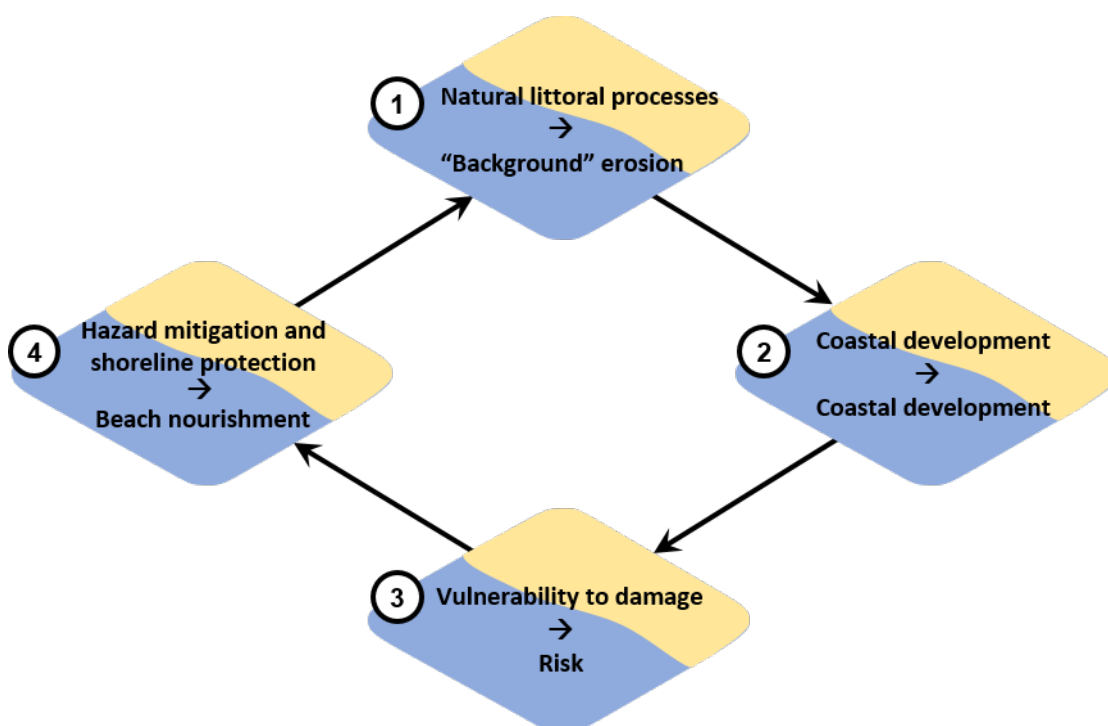 1
Natural littoral processes
→
“Background” erosion
2
Coastal development
→
Coastal development
3
Vulnerability to damage
→
Risk
4
Hazard mitigation and
shoreline protection
→
Beach nourishment